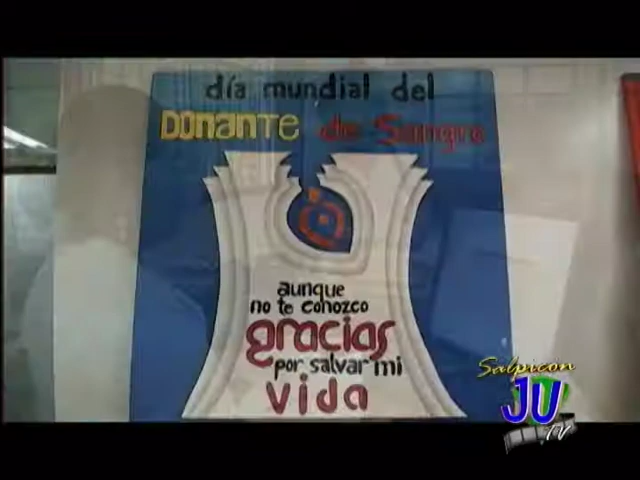 día mundial del
DonanTe de Sangre
aunque
no te conozco
gracias
por salvar mi
vida
Salpicon
JU
TV